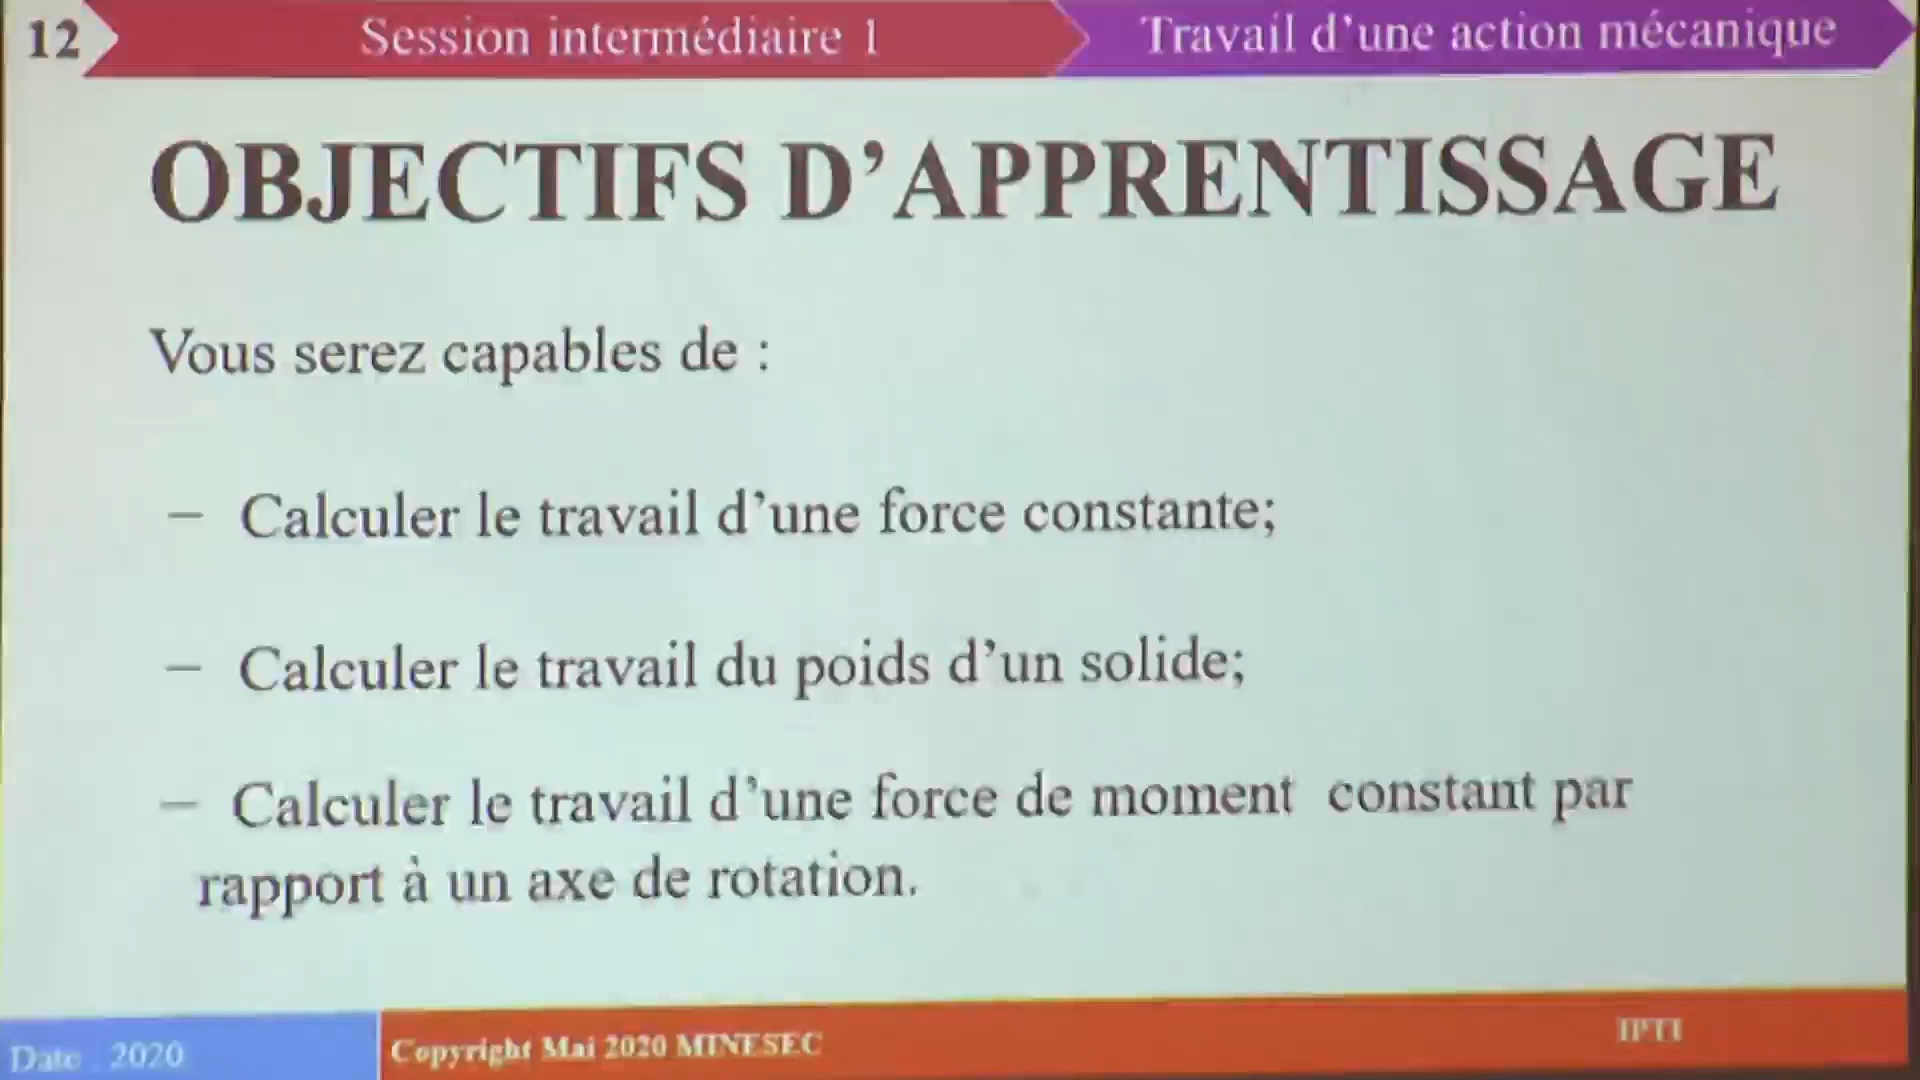 12
Session intermédiaire 1
Travail d'une action mécanique
OBJECTIFS D'APPRENTISSAGE
Vous serez capables de :
– Calculer le travail d'une force constante;
– Calculer le travail du poids d'un solide;
– Calculer le travail d'une force de moment constant par
rapport à un axe de rotation.
Date : 2020
Copyright Mai 2020 MINESEC
IPTI